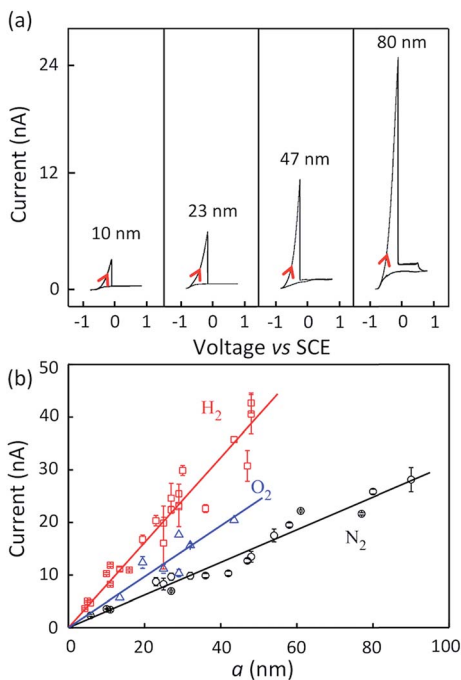 (a)
80 nm
24
47 nm
12
23 nm
10 nm
0
-1 0 1 -1 0 1 -1 0 1 -1 0 1
Current (nA)
Voltage vs SCE
(b)
50
40
H2
30
O2
20
N2
10
0
0 20 40 60 80 100
Current (nA)
a (nm)